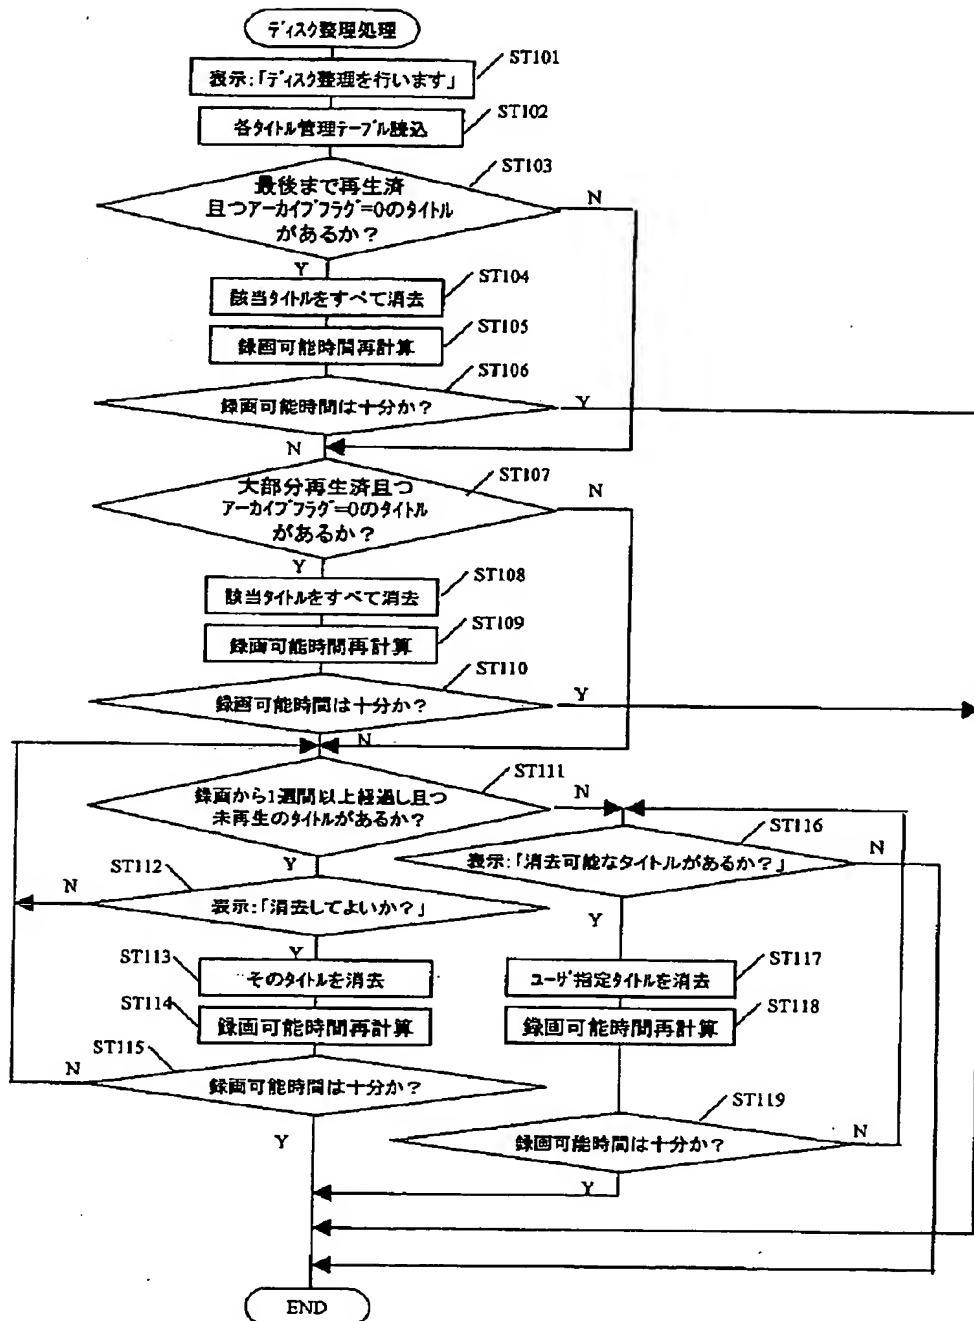 ディスク整理処理
ST101
表示:「ディスク整理を行います」
ST102
各タイトル管理テーブル読込
ST103
最後まで再生済
且つアーカイブフラグ=0のタイトル
があるか?
N
Y
ST104
該当タイトルをすべて消去
ST105
録画可能時間再計算
ST106
録画可能時間は十分か?
Y
N
ST107
大部分再生済且つ
アーカイブフラグ=0のタイトル
があるか?
N
Y
ST108
該当タイトルをすべて消去
ST109
録画可能時間再計算
ST110
録画可能時間は十分か?
Y
N
ST111
録画から1週間以上経過し且つ
未再生のタイトルがあるか?
N
Y
ST116
表示:「消去可能なタイトルがあるか?」
N
Y
ST112
N
表示:「消去してよいか?」
Y
ST113
そのタイトルを消去
ST117
ユーザ指定タイトルを消去
ST114
録画可能時間再計算
ST118
録画可能時間再計算
ST115
N
録画可能時間は十分か?
Y
ST119
録画可能時間は十分か?
N
Y
END